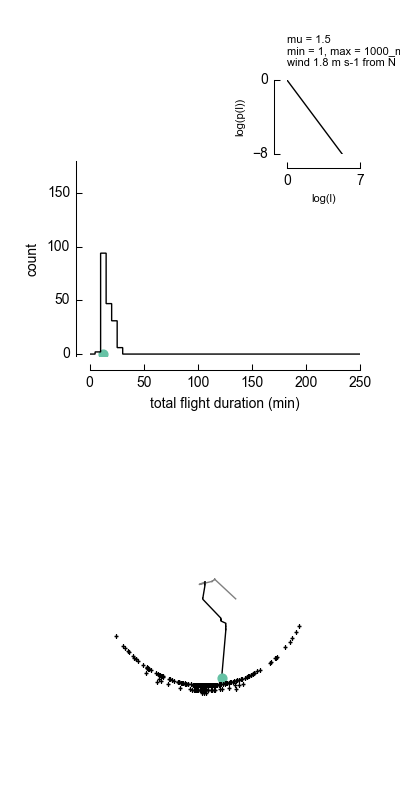 mu = 1.5
min = 1, max = 1000_m
wind 1.8 m s-1 from N
0
log(p(l))
−8
0 7
log(l)
150
100
count
50
0
0 50 100 150 200 250
total flight duration (min)